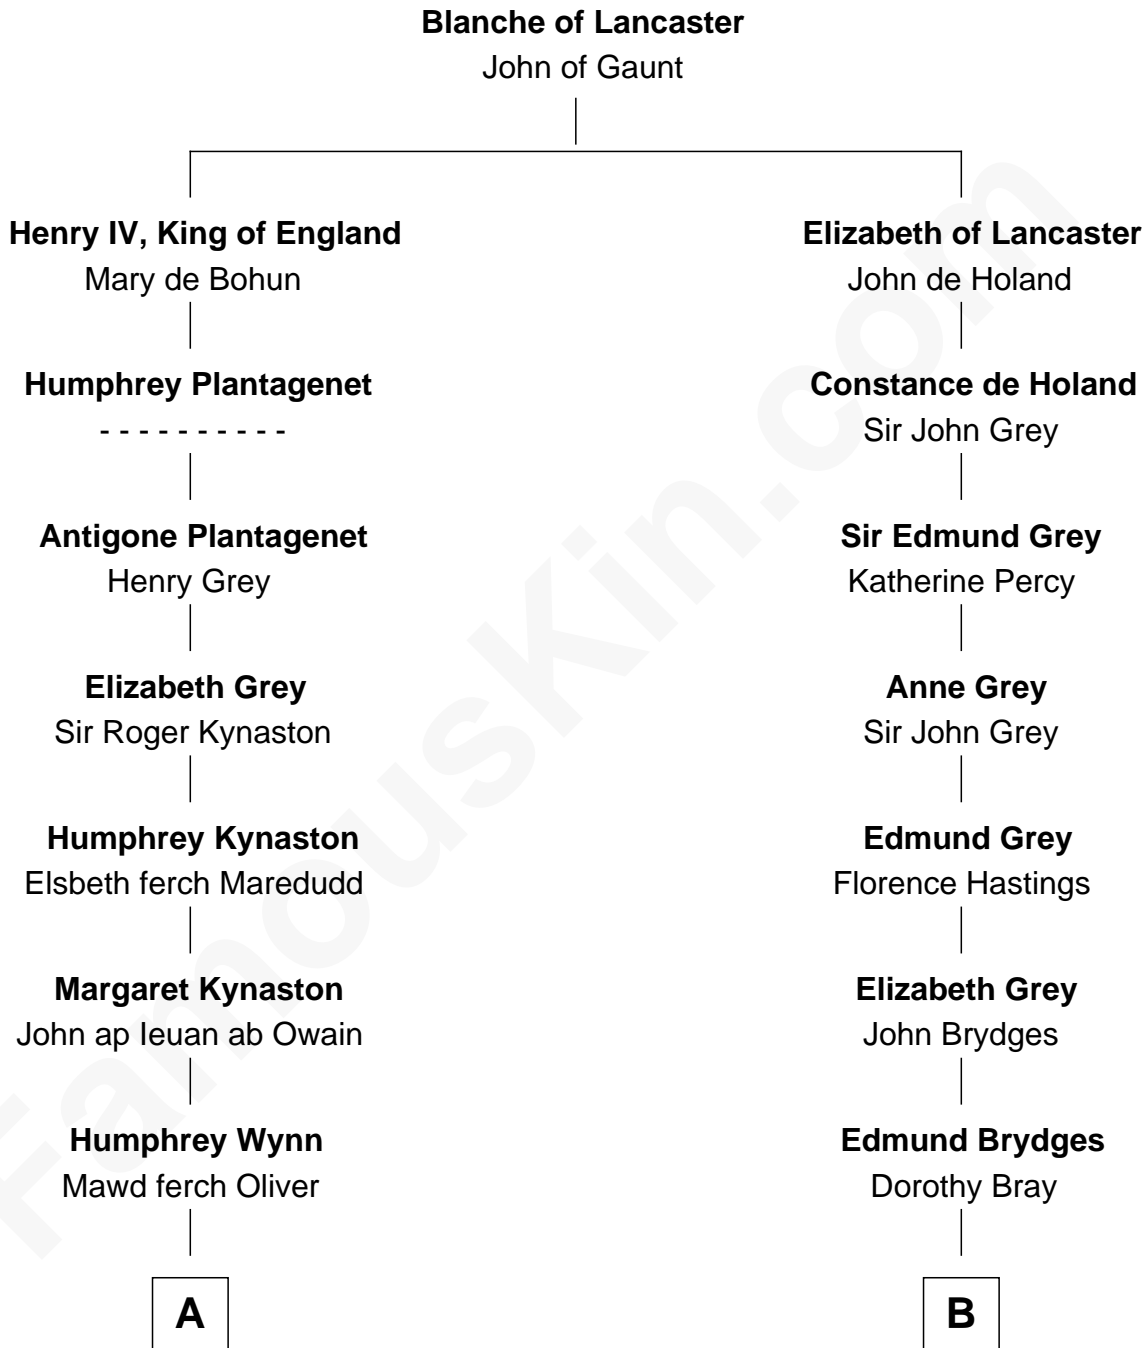 Blanche of Lancaster
John of Gaunt
Henry IV, King of England
Mary de Bohun
Elizabeth of Lancaster
John de Holand
Humphrey Plantagenet
- - - - - - - - - -
Constance de Holand
Sir John Grey
Antigone Plantagenet
Henry Grey
Sir Edmund Grey
Katherine Percy
Elizabeth Grey
Sir Roger Kynaston
Anne Grey
Sir John Grey
Humphrey Kynaston
Elsbeth ferch Maredudd
Edmund Grey
Florence Hastings
Margaret Kynaston
John ap Ieuan ab Owain
Elizabeth Grey
John Brydges
Humphrey Wynn
Mawd ferch Oliver
Edmund Brydges
Dorothy Bray
A
B
FamousKin.com